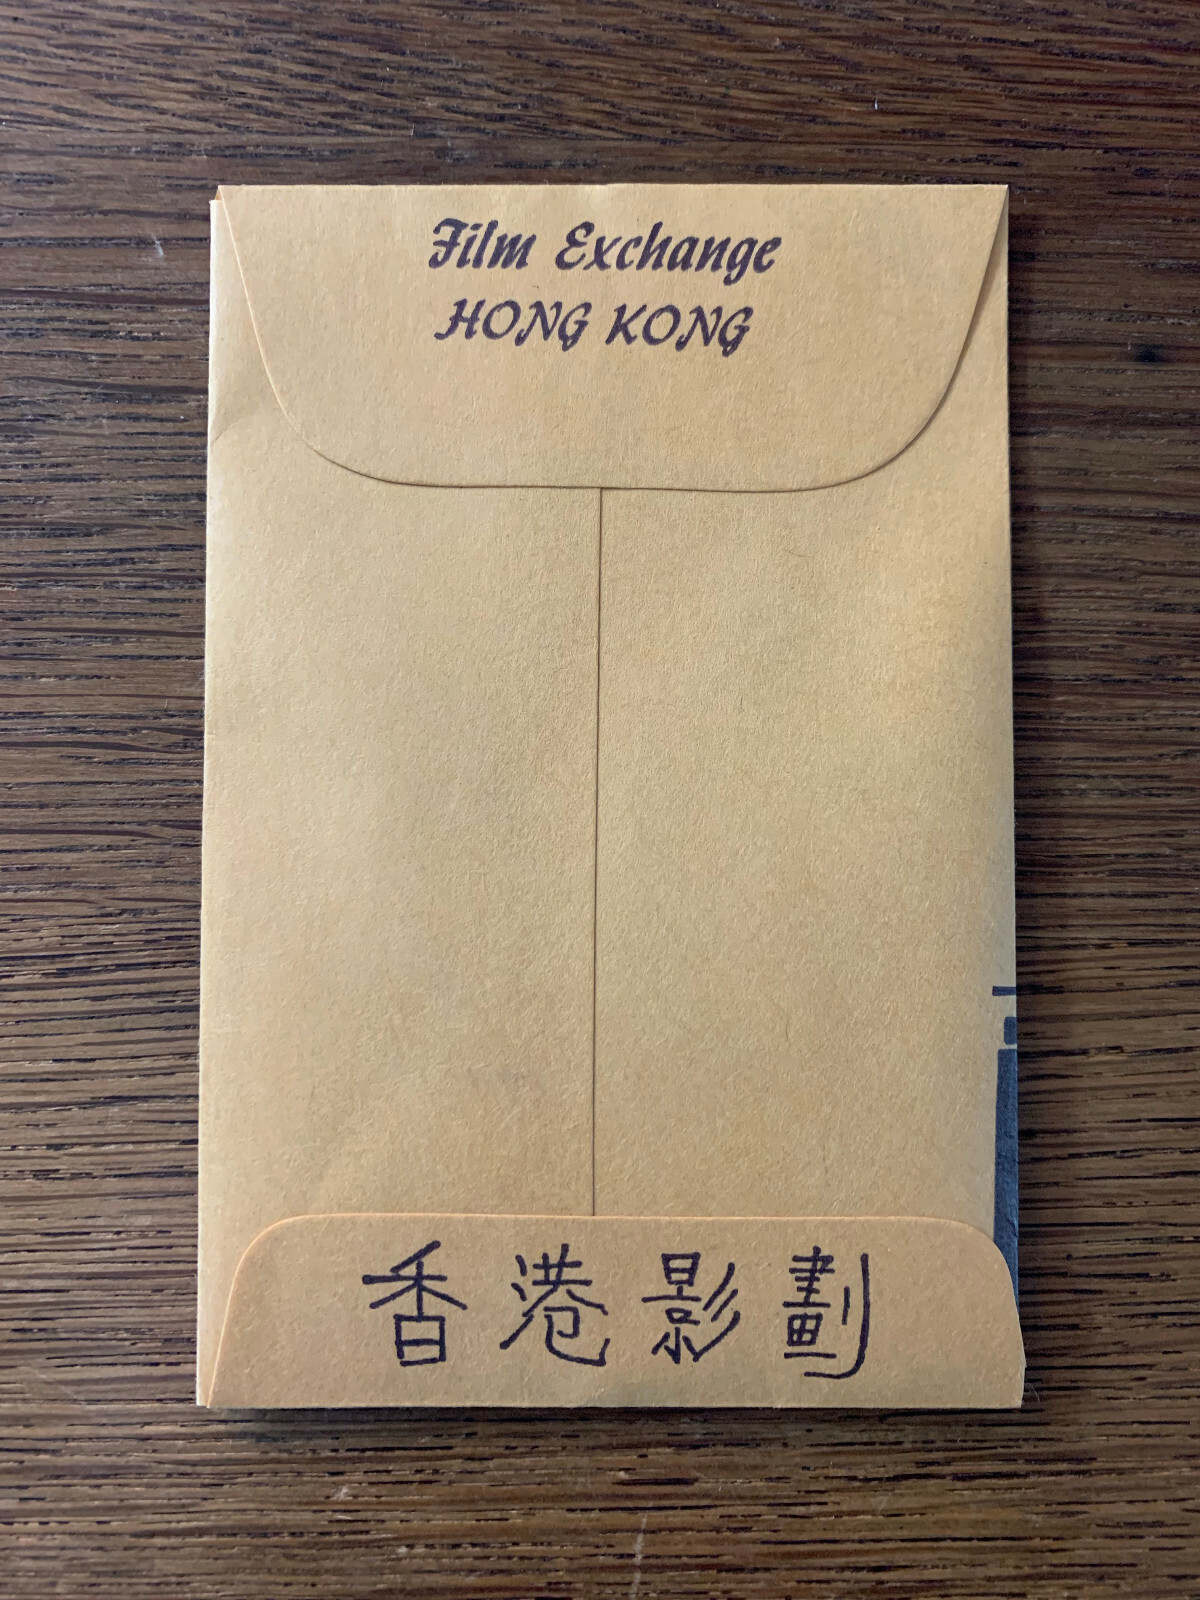 Film Exchange
HONG KONG
香港影劃